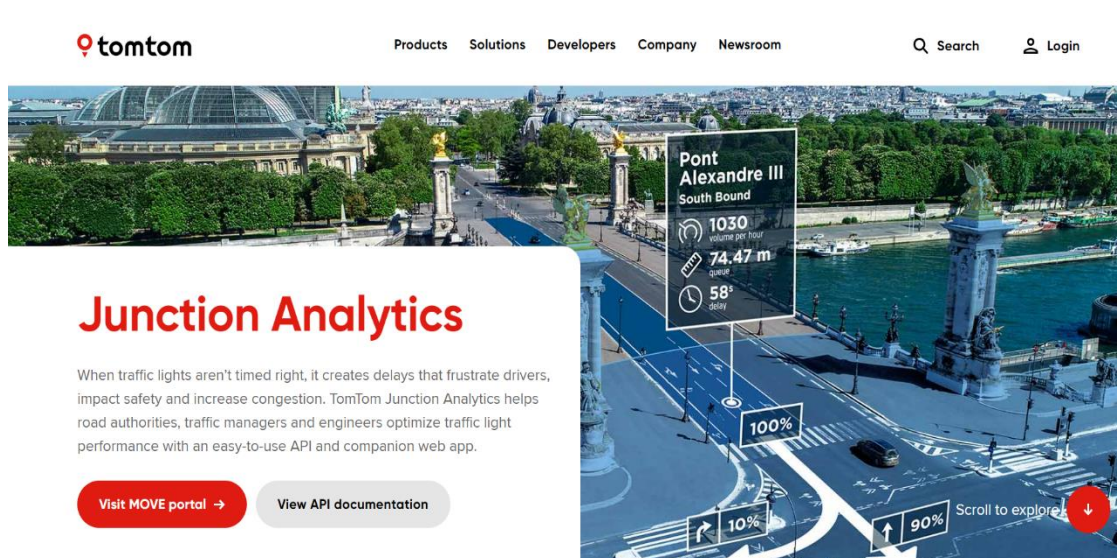 tomtom
Products Solutions Developers Company Newsroom
Search Login
Pont
Alexandre III
South Bound
1030
volume per hour
74.47 m
queue
58s
delay
Junction Analytics
When traffic lights aren't timed right, it creates delays that frustrate drivers,
impact safety and increase congestion. TomTom Junction Analytics helps
road authorities, traffic managers and engineers optimize traffic light
performance with an easy-to-use API and companion web app.
Visit MOVE portal → View API documentation
100%
10%
90%
Scroll to explore